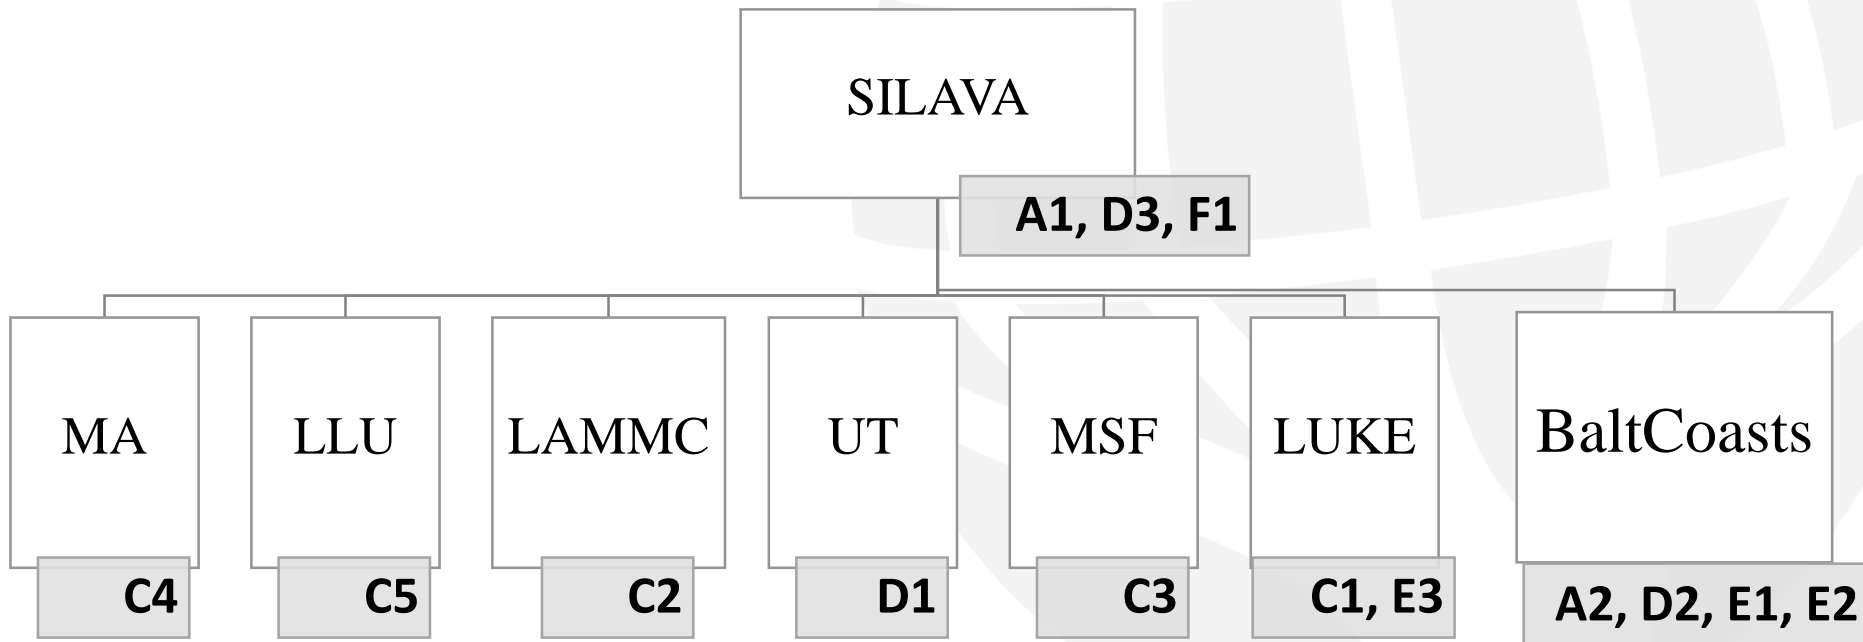 SILAVA
A1, D3, F1
MA
LLU
LAMMC
UT
MSF
LUKE
BaltCoasts
C4
C5
C2
D1
C3
C1, E3
A2, D2, E1, E2